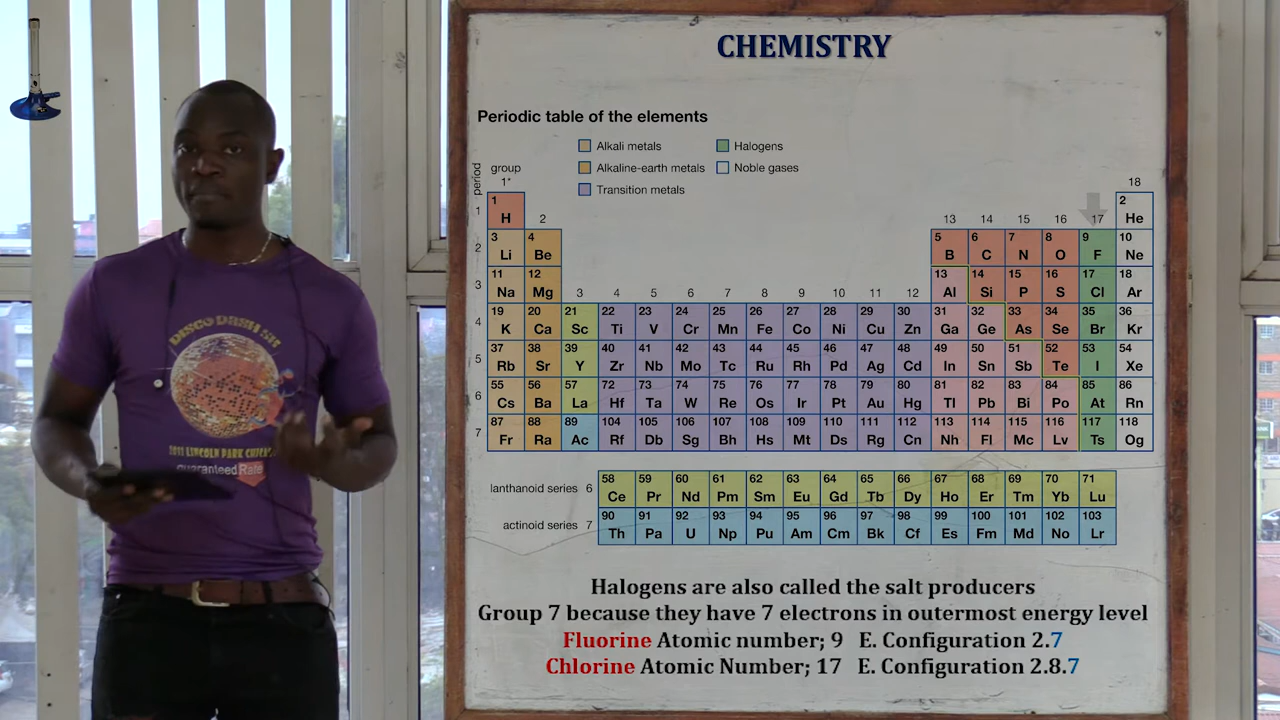 CHEMISTRY
Periodic table of the elements
Alkali metals Halogens
Alkaline-earth metals Noble gases
Transition metals
period
group
1* 18
1 1 H 2 17 2 He
13 14 15 16
2 3 Li 4 Be 5 B 6 C 7 N 8 O 9 F 10 Ne
3 11 Na 12 Mg 13 Al 14 Si 15 P 16 S 17 Cl 18 Ar
3 4 5 6 7 8 9 10 11 12
4 19 K 20 Ca 21 Sc 22 Ti 23 V 24 Cr 25 Mn 26 Fe 27 Co 28 Ni 29 Cu 30 Zn 31 Ga 32 Ge 33 As 34 Se 35 Br 36 Kr
5 37 Rb 38 Sr 39 Y 40 Zr 41 Nb 42 Mo 43 Tc 44 Ru 45 Rh 46 Pd 47 Ag 48 Cd 49 In 50 Sn 51 Sb 52 Te 53 I 54 Xe
6 55 Cs 56 Ba 57 La 72 Hf 73 Ta 74 W 75 Re 76 Os 77 Ir 78 Pt 79 Au 80 Hg 81 Tl 82 Pb 83 Bi 84 Po 85 At 86 Rn
7 87 Fr 88 Ra 89 Ac 104 Rf 105 Db 106 Sg 107 Bh 108 Hs 109 Mt 110 Ds 111 Rg 112 Cn 113 Nh 114 Fl 115 Mc 116 Lv 117 Ts 118 Og
lanthanoid series 6 58 Ce 59 Pr 60 Nd 61 Pm 62 Sm 63 Eu 64 Gd 65 Tb 66 Dy 67 Ho 68 Er 69 Tm 70 Yb 71 Lu
actinoid series 7 90 Th 91 Pa 92 U 93 Np 94 Pu 95 Am 96 Cm 97 Bk 98 Cf 99 Es 100 Fm 101 Md 102 No 103 Lr
Halogens are also called the salt producers
Group 7 because they have 7 electrons in outermost energy level
Fluorine Atomic number; 9 E. Configuration 2.7
Chlorine Atomic Number; 17 E. Configuration 2.8.7
DISCO DASH 5K
2011 LINCOLN PARK
guaranteed Rate